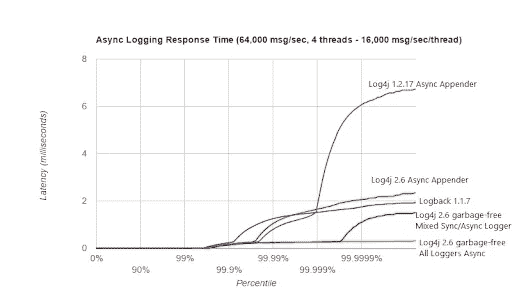 Async Logging Response Time (64,000 msg/sec, 4 threads - 16,000 msg/sec/thread)
8
Log4j 1.2.17 Async Appender
6
Latency (milliseconds)
4
Log4j 2.6 Async Appender
2
Logback 1.1.7
Log4j 2.6 garbage-free
Mixed Sync/Async Logger
Log4j 2.6 garbage-free
All Loggers Async
0
0% 99% 99.99% 99.9999%
90% 99.9% 99.999%
Percentile